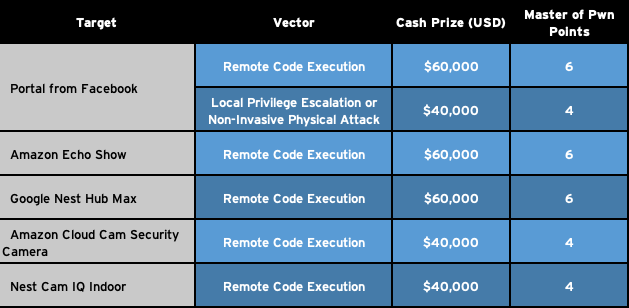 Target Vector Cash Prize (USD) Master of Pwn
Points
Portal from Facebook
Remote Code Execution $60,000 6
Local Privilege Escalation or
Non-Invasive Physical Attack $40,000 4
Amazon Echo Show Remote Code Execution $60,000 6
Google Nest Hub Max Remote Code Execution $60,000 6
Amazon Cloud Cam Security
Camera Remote Code Execution $40,000 4
Nest Cam IQ Indoor Remote Code Execution $40,000 4